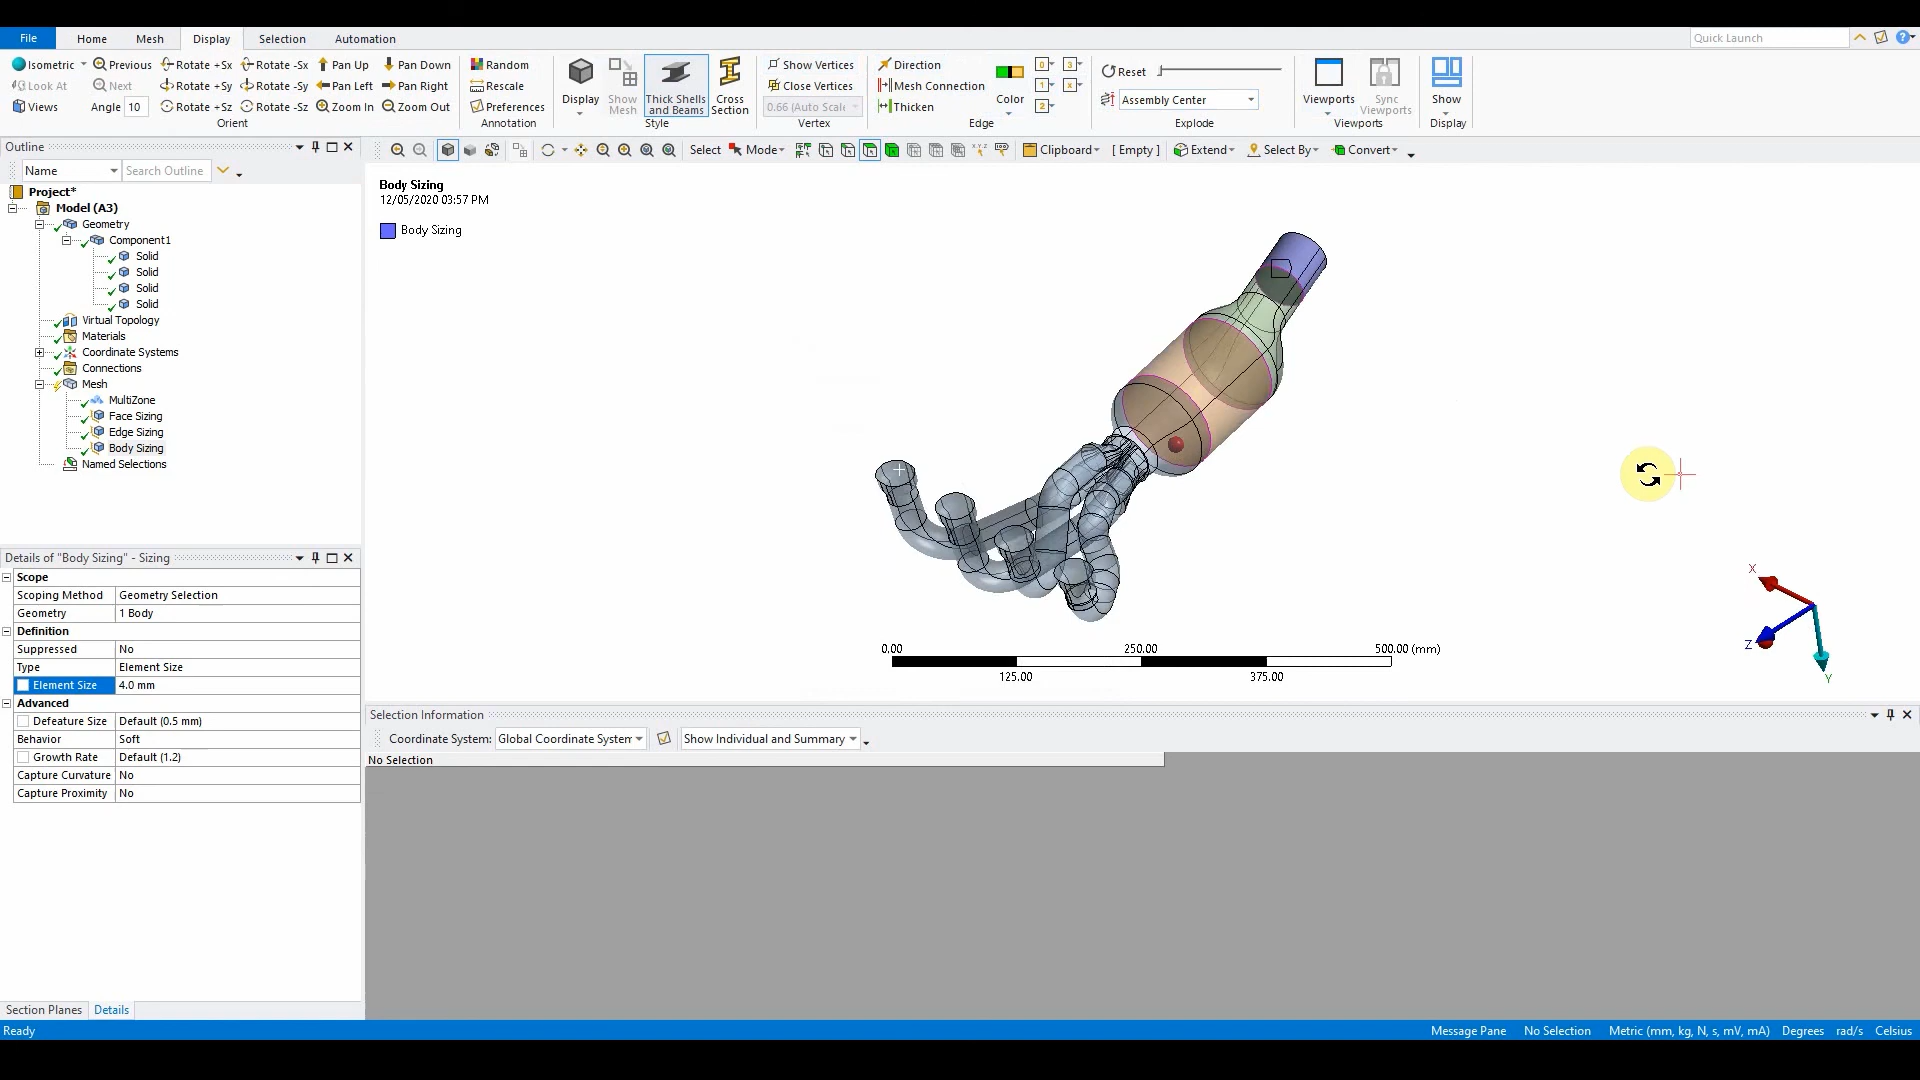 File
Home
Mesh
Display
Selection
Automation
Quick Launch
Isometric
Previous
Rotate +Sx
Rotate -Sx
Pan Up
Pan Down
Look At
Next
Rotate +Sy
Rotate -Sy
Pan Left
Pan Right
Views
Angle 10
Rotate +Sz
Rotate -Sz
Zoom In
Zoom Out
Orient
Random
Rescale
Preferences
Annotation
Display
Show
Mesh
Thick Shells
and Beams
Cross
Section
Style
Show Vertices
Close Vertices
0.66 (Auto Scale
Vertex
Direction
Mesh Connection
Thicken
Color
0
3
1
x
2
Edge
Reset
Assembly Center
Explode
Viewports
Sync
Viewports
Viewports
Show
Display
Outline
Name
Search Outline
Select
Mode
Clipboard
[ Empty ]
Extend
Select By
Convert
Project*
Model (A3)
Geometry
Component1
Solid
Solid
Solid
Solid
Virtual Topology
Materials
Coordinate Systems
Connections
Mesh
MultiZone
Face Sizing
Edge Sizing
Body Sizing
Named Selections
Body Sizing
12/05/2020 03:57 PM
Body Sizing
0.00
250.00
500.00 (mm)
125.00
375.00
X
Z
Y
Details of "Body Sizing" - Sizing
Scope
Scoping Method Geometry Selection
Geometry 1 Body
Definition
Suppressed No
Type Element Size
Element Size 4.0 mm
Advanced
Defeature Size Default (0.5 mm)
Behavior Soft
Growth Rate Default (1.2)
Capture Curvature No
Capture Proximity No
Section Planes
Details
Selection Information
Coordinate System: Global Coordinate System
Show Individual and Summary
No Selection
Ready
Message Pane
No Selection
Metric (mm, kg, N, s, mV, mA)
Degrees
rad/s
Celsius